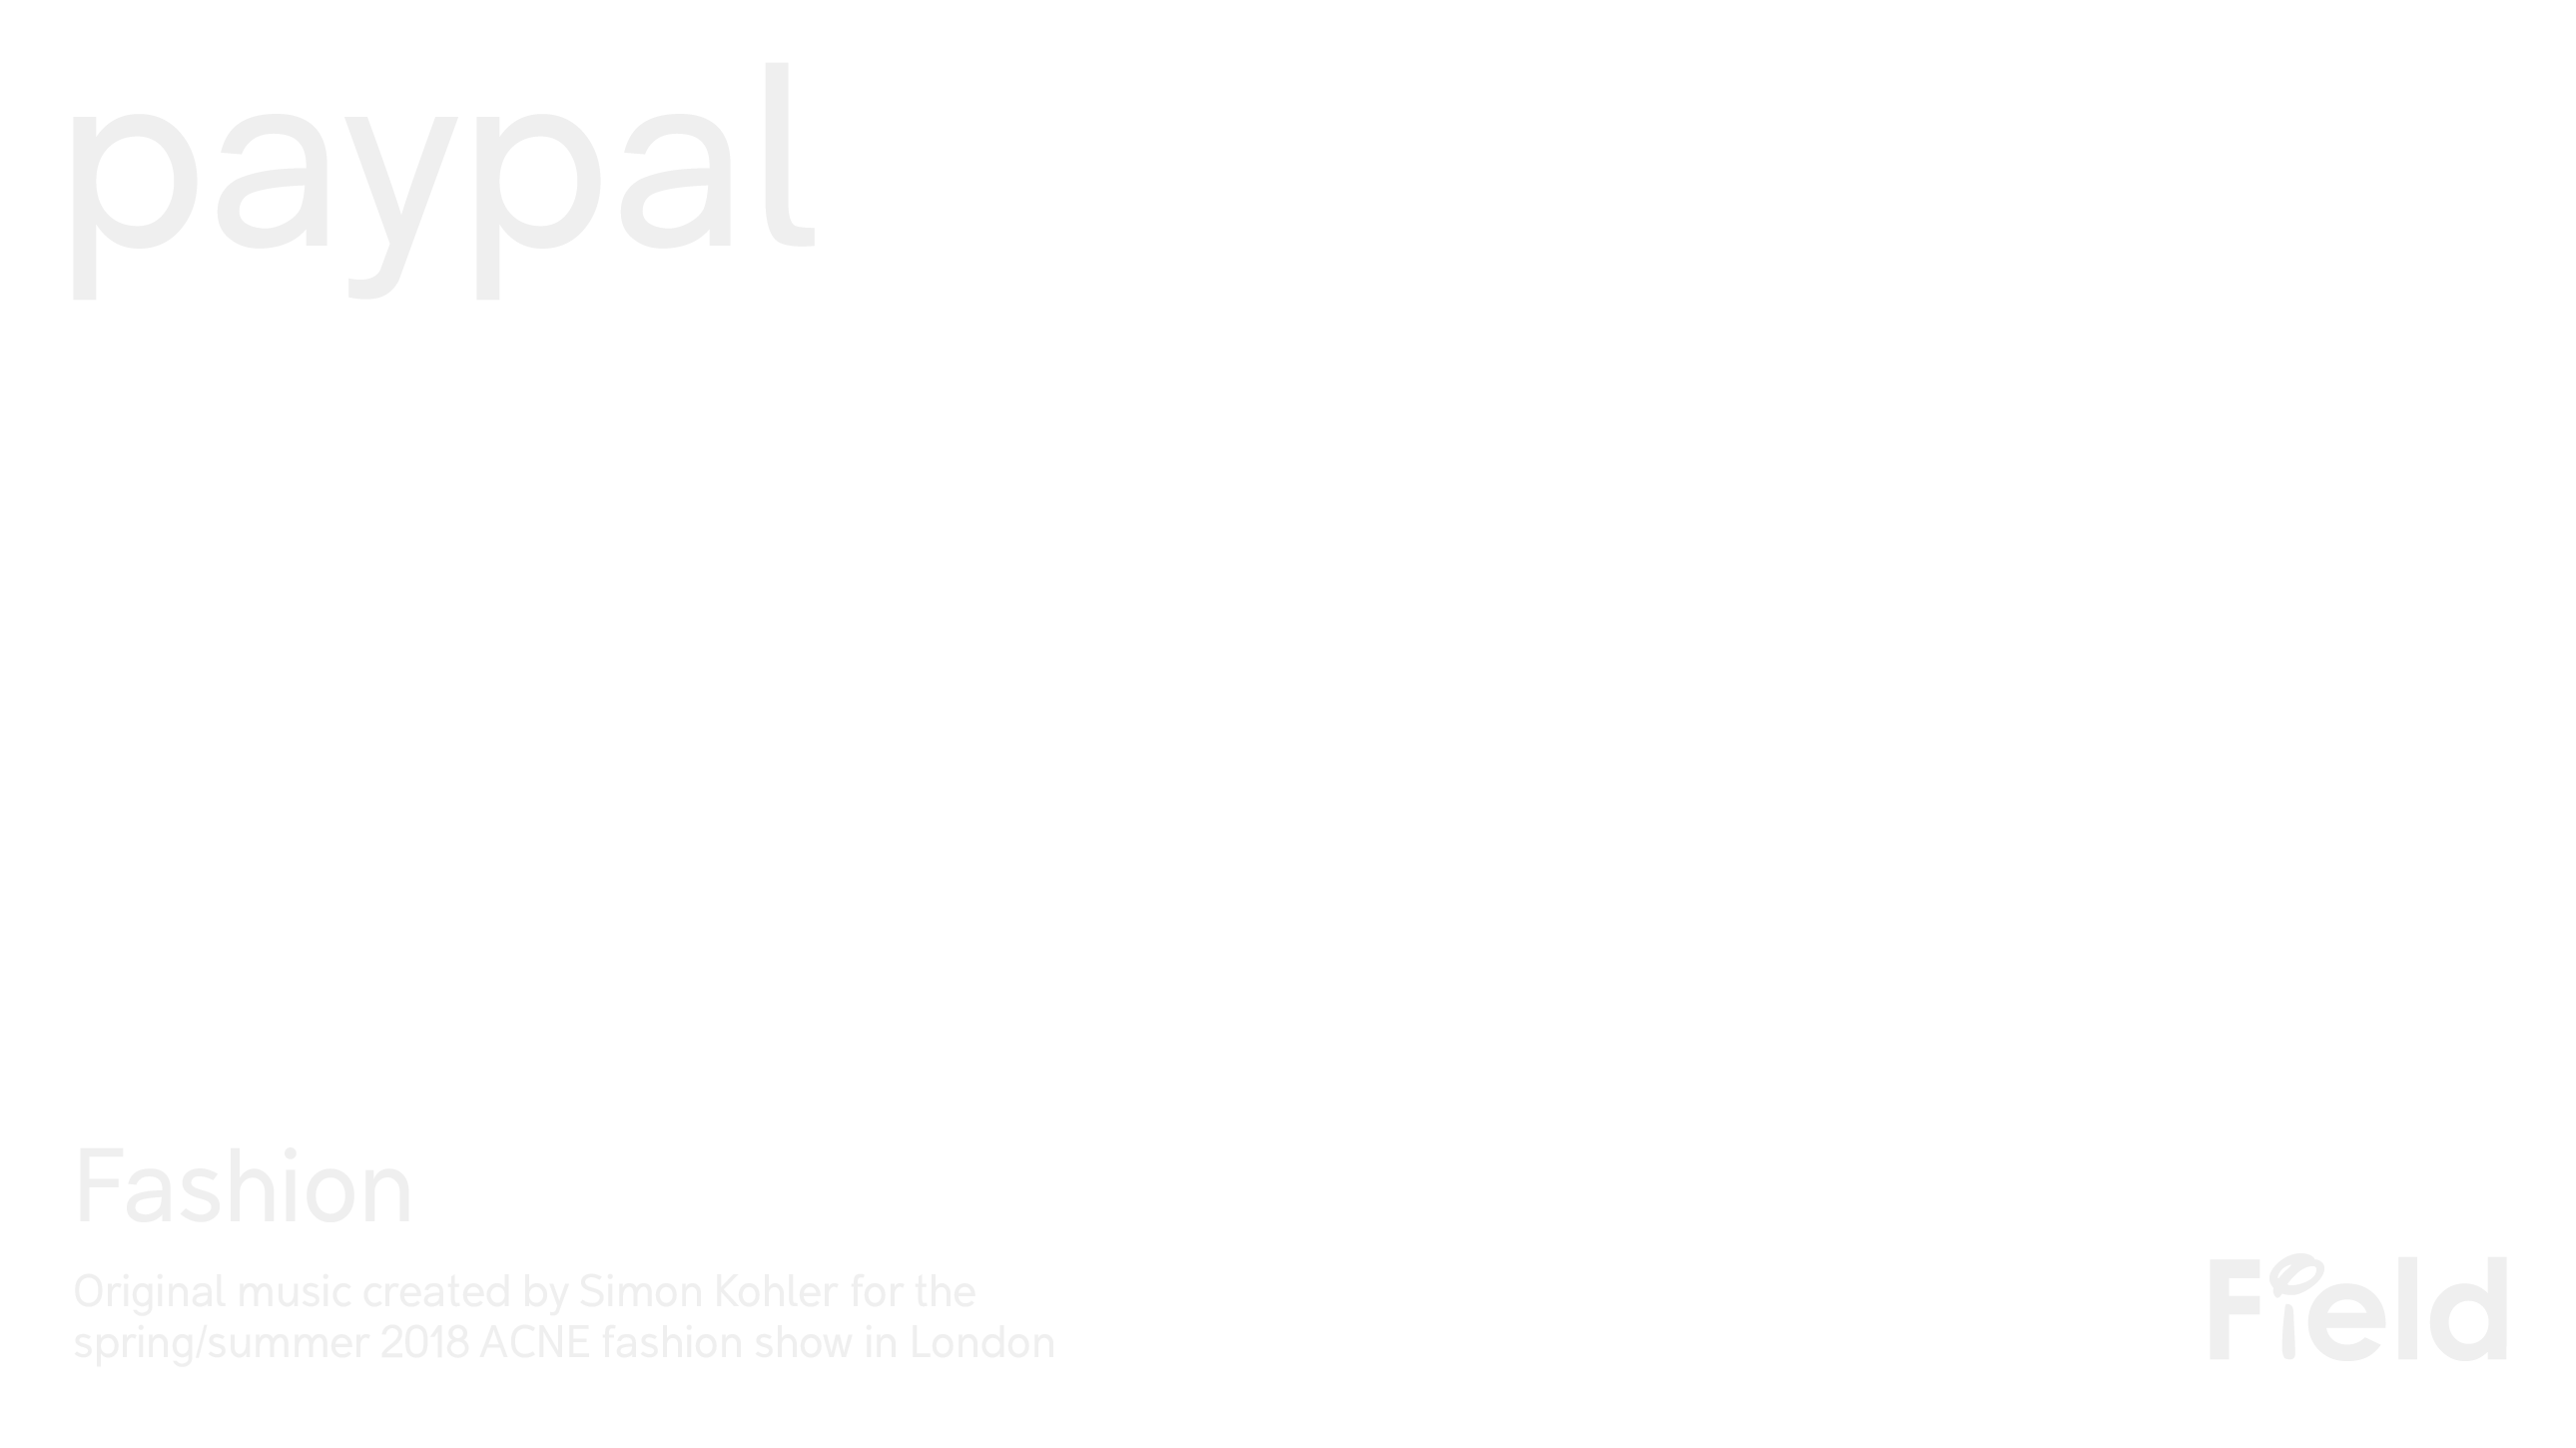 paypal
Fashion
Original music created by Simon Kohler for the
spring/summer 2018 ACNE fashion show in London
Field